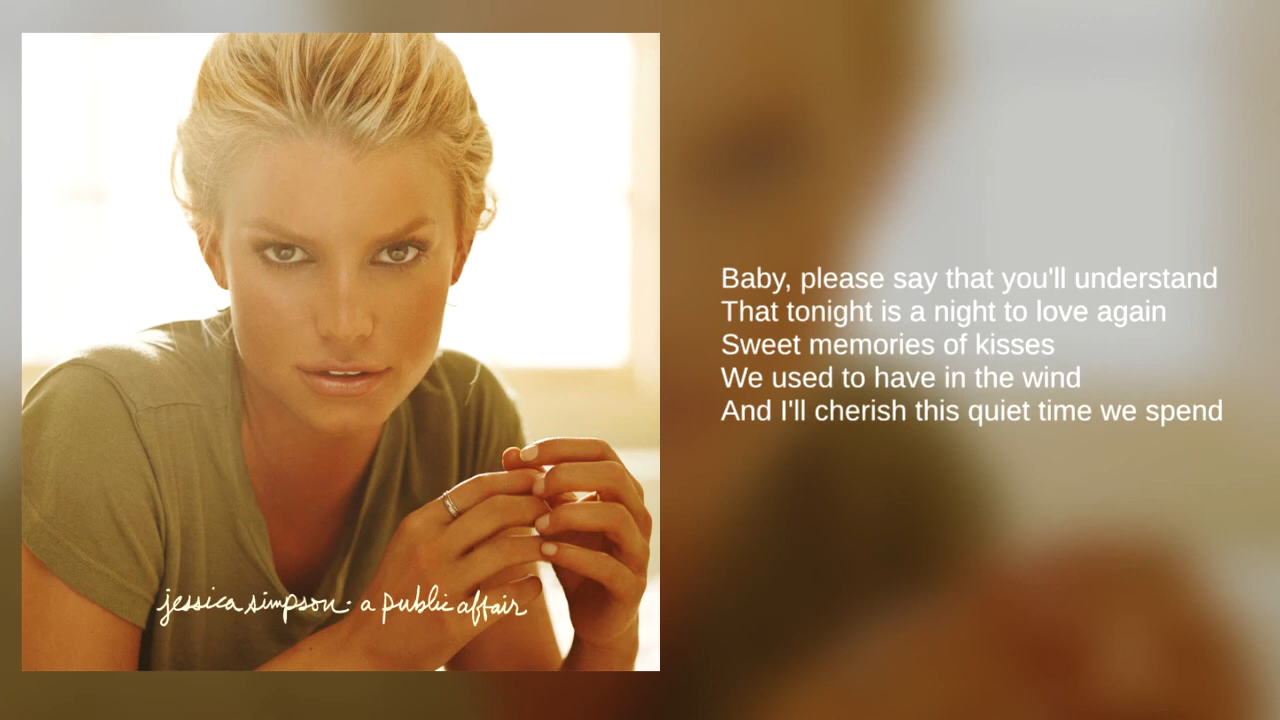 jessica simpson · a public affair
Baby, please say that you'll understand
That tonight is a night to love again
Sweet memories of kisses
We used to have in the wind
And I'll cherish this quiet time we spend